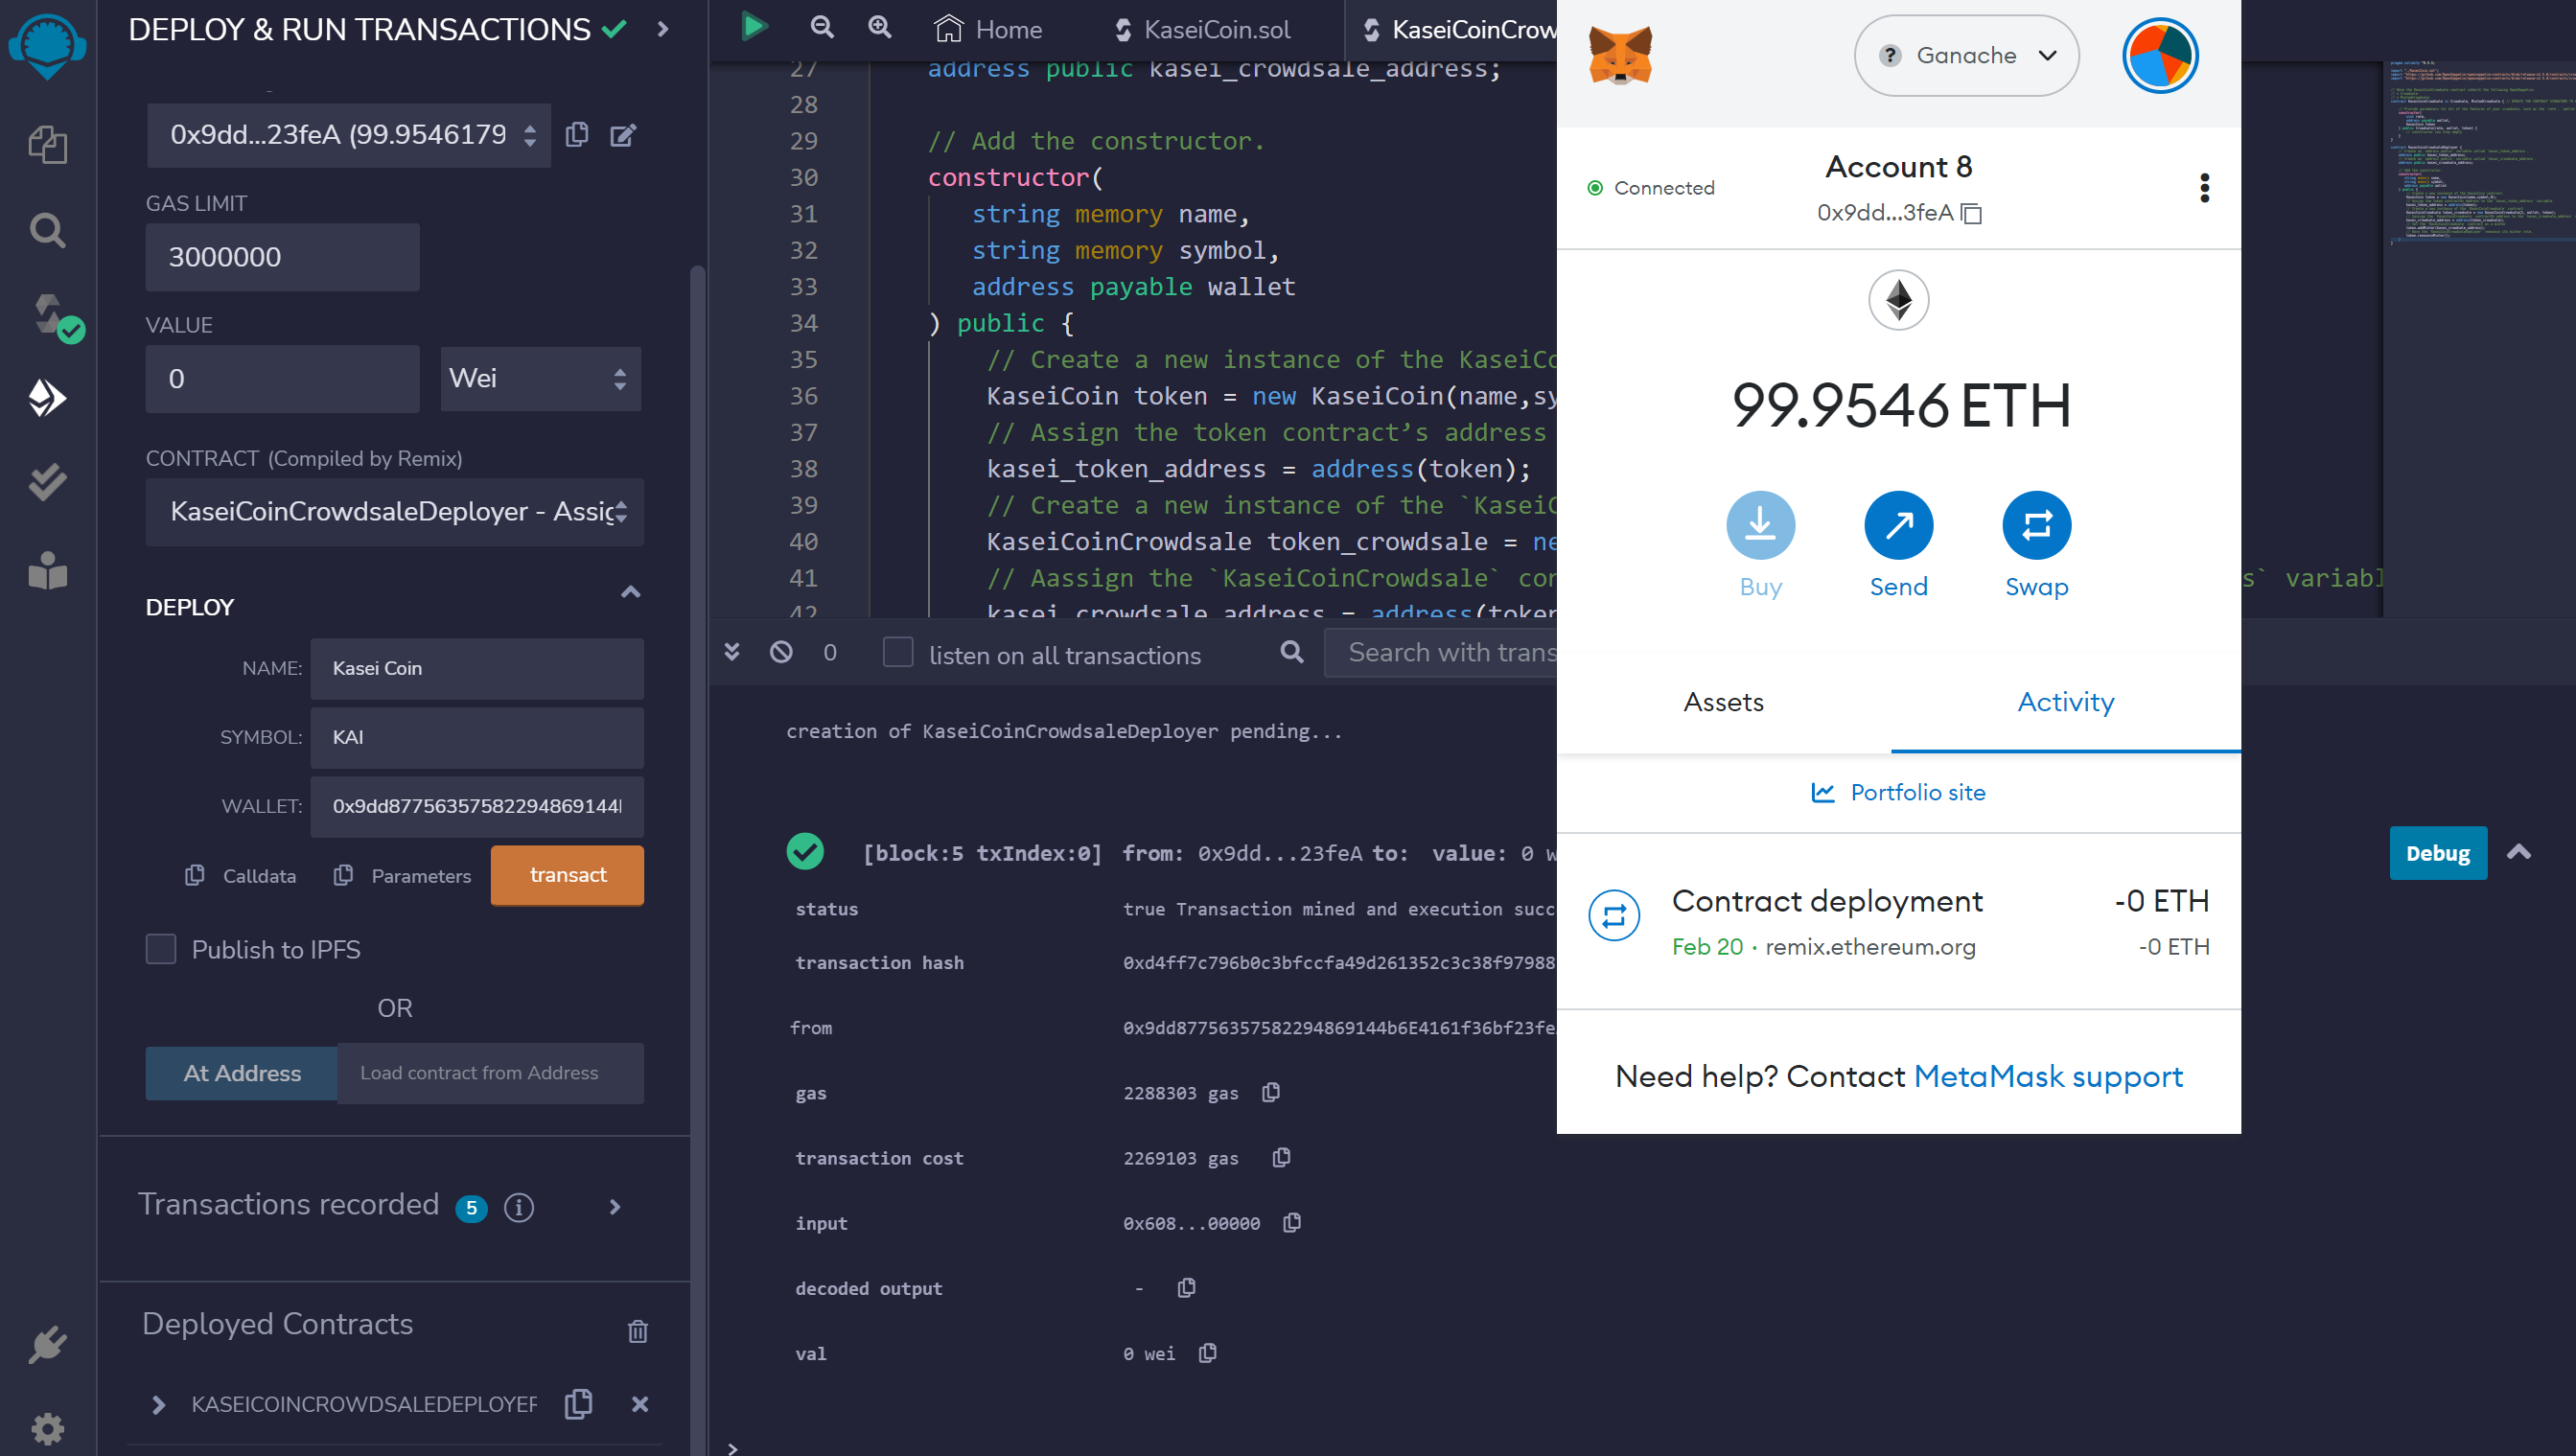 DEPLOY & RUN TRANSACTIONS
0x9dd...23feA (99.9546179
GAS LIMIT
3000000
VALUE
0
Wei
CONTRACT (Compiled by Remix)
KaseiCoinCrowdsaleDeployer - Assig
DEPLOY
NAME:
Kasei Coin
SYMBOL:
KAI
WALLET:
0x9dd87756357582294869144
Calldata
Parameters
transact
Publish to IPFS
OR
At Address
Load contract from Address
Transactions recorded 5 i
Deployed Contracts
KASEICOINCROWDSALEDEPLOYER
Home
KaseiCoin.sol
KaseiCoinCrow
27 address public kasei_crowdsale_address;
28
29 // Add the constructor.
30 constructor(
31 string memory name,
32 string memory symbol,
33 address payable wallet
34 ) public {
35 // Create a new instance of the KaseiCo
36 KaseiCoin token = new KaseiCoin(name,sy
37 // Assign the token contract’s address
38 kasei_token_address = address(token);
39 // Create a new instance of the `KaseiC
40 KaseiCoinCrowdsale token_crowdsale = ne
41 // Aassign the `KaseiCoinCrowdsale` con
s` variabl
42 kasei_crowdsale_address = address(token
0
listen on all transactions
Search with trans
creation of KaseiCoinCrowdsaleDeployer pending...
[block:5 txIndex:0] from: 0x9dd...23feA to: value: 0 w
Debug
status true Transaction mined and execution succ
transaction hash 0xd4ff7c796b0c3bfccfa49d261352c3c38f97988
from 0x9dd87756357582294869144b6E4161f36bf23fe
gas 2288303 gas
transaction cost 2269103 gas
input 0x608...00000
decoded output -
val 0 wei
>
? Ganache
Connected
Account 8
0x9dd...3feA
99.9546 ETH
Buy
Send
Swap
Assets
Activity
Portfolio site
Contract deployment
-0 ETH
Feb 20 · remix.ethereum.org
-0 ETH
Need help? Contact MetaMask support